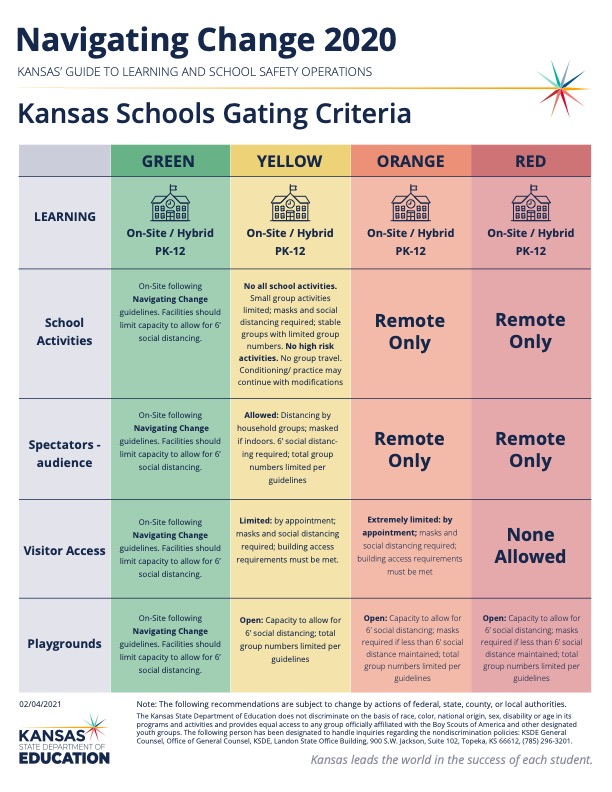 Navigating Change 2020
KANSAS' GUIDE TO LEARNING AND SCHOOL SAFETY OPERATIONS
Kansas Schools Gating Criteria
GREEN
YELLOW
ORANGE
RED
LEARNING
On-Site / Hybrid
PK-12
On-Site / Hybrid
PK-12
On-Site / Hybrid
PK-12
On-Site / Hybrid
PK-12
School
Activities
On-Site following
Navigating Change
guidelines. Facilities should
limit capacity to allow for 6'
social distancing.
No all school activities.
Small group activities
limited; masks and social
distancing required; stable
groups with limited group
numbers. No high risk
activities. No group travel.
Conditioning/ practice may
continue with modifications
Remote
Only
Remote
Only
Spectators -
audience
On-Site following
Navigating Change
guidelines. Facilities should
limit capacity to allow for 6'
social distancing.
Allowed: Distancing by
household groups; masked
if indoors. 6' social distanc-
ing required; total group
numbers limited per
guidelines
Remote
Only
Remote
Only
Visitor Access
On-Site following
Navigating Change
guidelines. Facilities should
limit capacity to allow for 6'
social distancing.
Limited: by appointment;
masks and social distancing
required; building access
requirements must be met.
Extremely limited: by
appointment; masks and
social distancing required;
building access requirements
must be met
None
Allowed
Playgrounds
On-Site following
Navigating Change
guidelines. Facilities should
limit capacity to allow for 6'
social distancing.
Open: Capacity to allow for
6' social distancing; total
group numbers limited per
guidelines
Open: Capacity to allow for
6' social distancing; masks
required if less than 6' social
distance maintained; total
group numbers limited per
guidelines
Open: Capacity to allow for
6' social distancing; masks
required if less than 6' social
distance maintained; total
group numbers limited per
guidelines
02/04/2021
Note: The following recommendations are subject to change by actions of federal, state, county, or local authorities.
The Kansas State Department of Education does not discriminate on the basis of race, color, national origin, sex, disability or age in its
programs and activities and provides equal access to any group officially affiliated with the Boy Scouts of America and other designated
youth groups. The following person has been designated to handle inquiries regarding the nondiscrimination policies: KSDE General
Counsel, Office of General Counsel, KSDE, Landon State Office Building, 900 S.W. Jackson, Suite 102, Topeka, KS 66612, (785) 296-3201.
KANSAS
STATE DEPARTMENT OF
EDUCATION
Kansas leads the world in the success of each student.